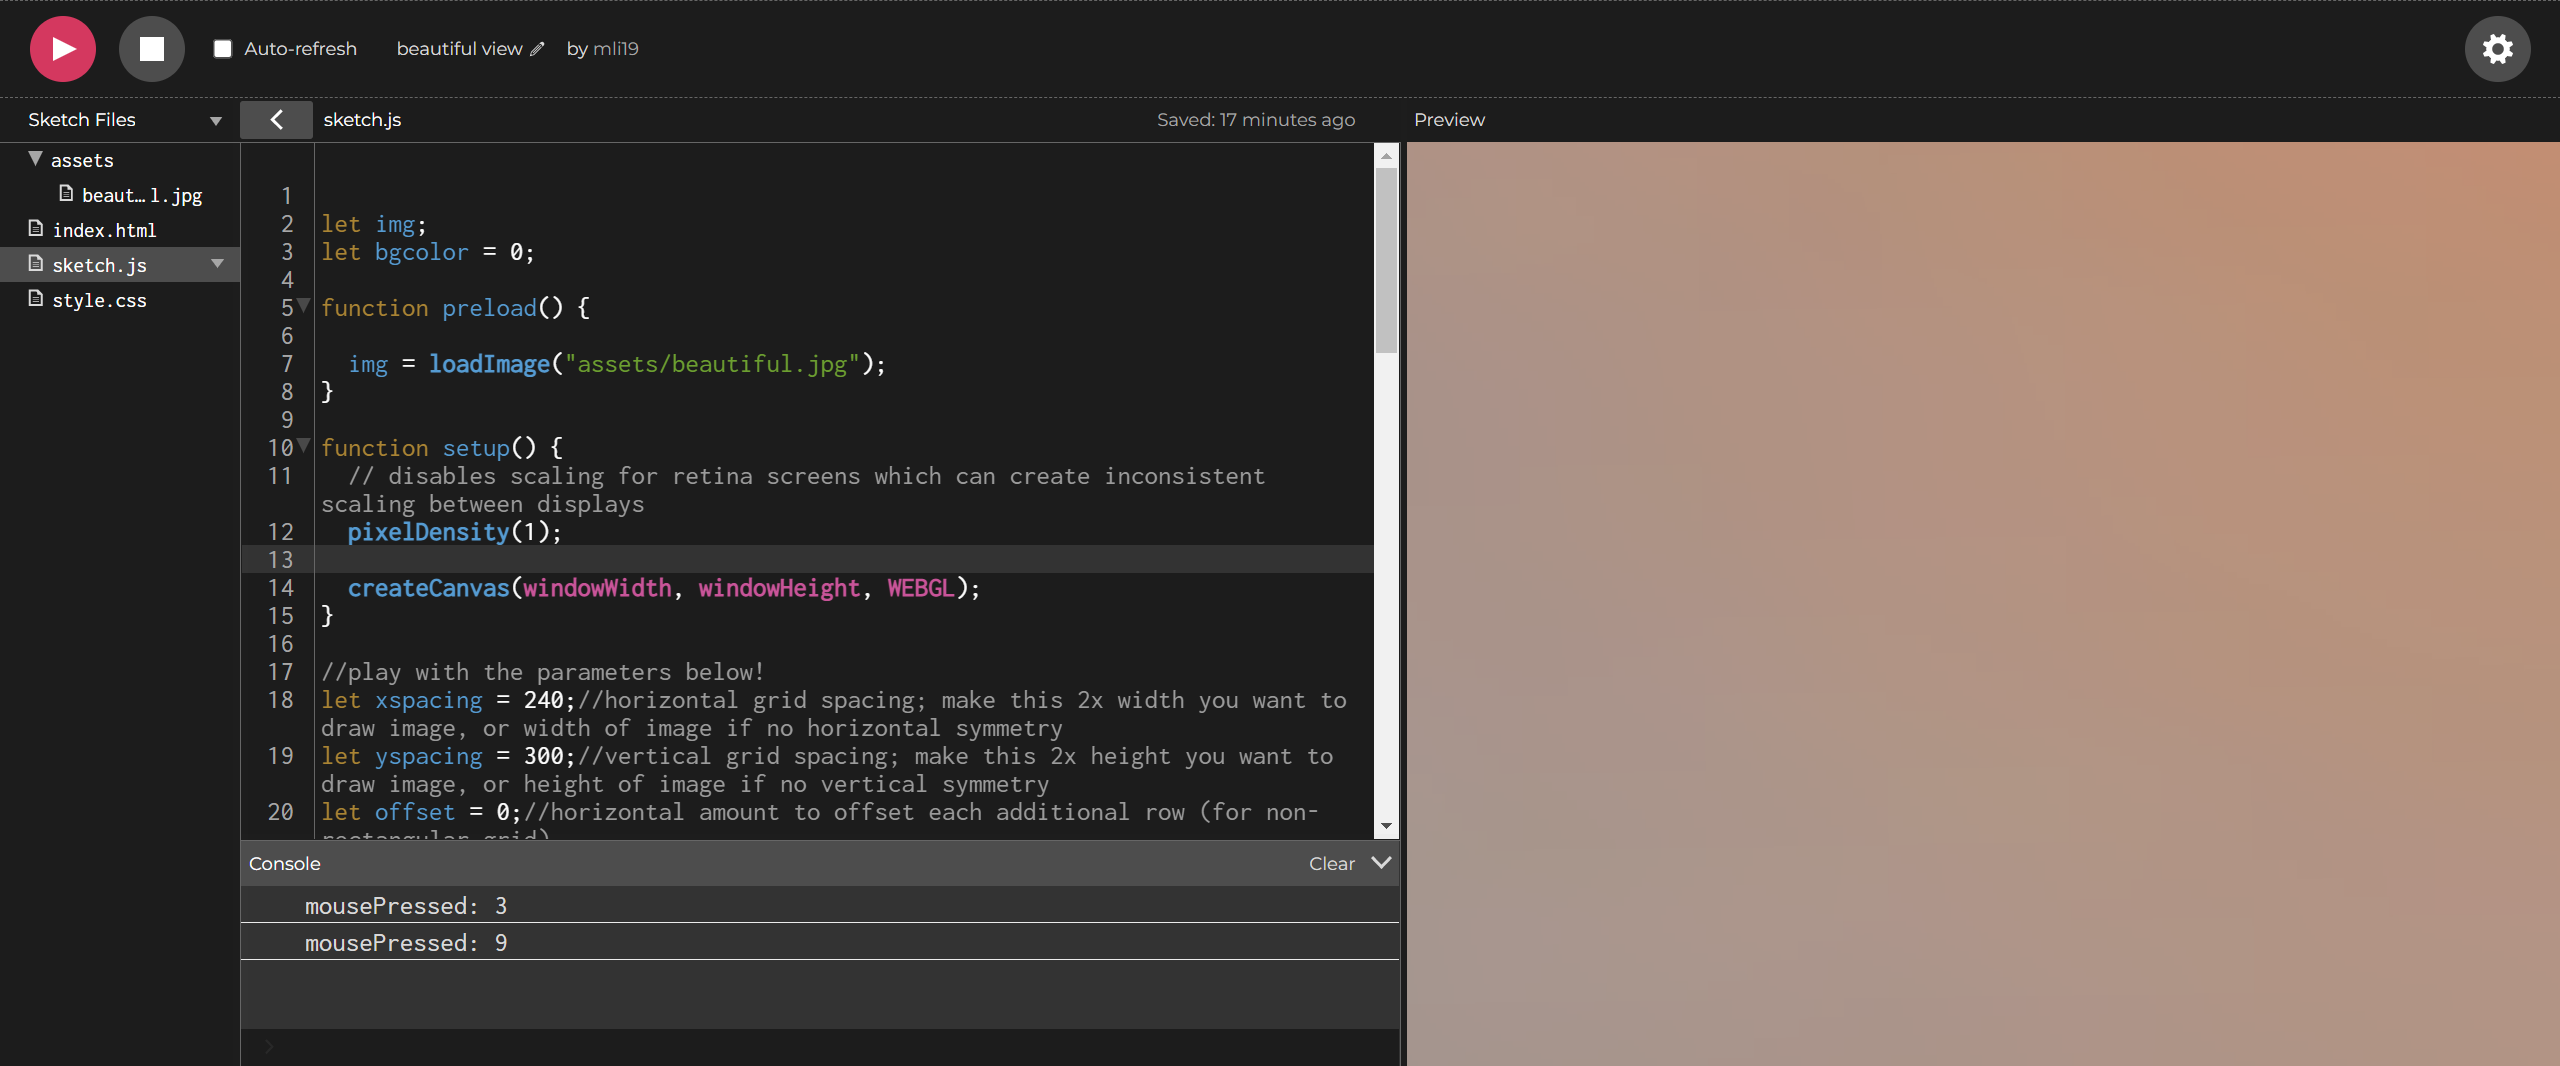 Auto-refresh beautiful view by mli19
Sketch Files
sketch.js
Saved: 17 minutes ago
Preview
assets
beaut…l.jpg
index.html
sketch.js
style.css
1
2 let img;
3 let bgcolor = 0;
4
5 function preload() {
6
7 img = loadImage("assets/beautiful.jpg");
8 }
9
10 function setup() {
11 // disables scaling for retina screens which can create inconsistent
scaling between displays
12 pixelDensity(1);
13
14 createCanvas(windowWidth, windowHeight, WEBGL);
15 }
16
17 //play with the parameters below!
18 let xspacing = 240;//horizontal grid spacing; make this 2x width you want to
draw image, or width of image if no horizontal symmetry
19 let yspacing = 300;//vertical grid spacing; make this 2x height you want to
draw image, or height of image if no vertical symmetry
20 let offset = 0;//horizontal amount to offset each additional row (for non-
rectangular grid)
Console
Clear
mousePressed: 3
mousePressed: 9